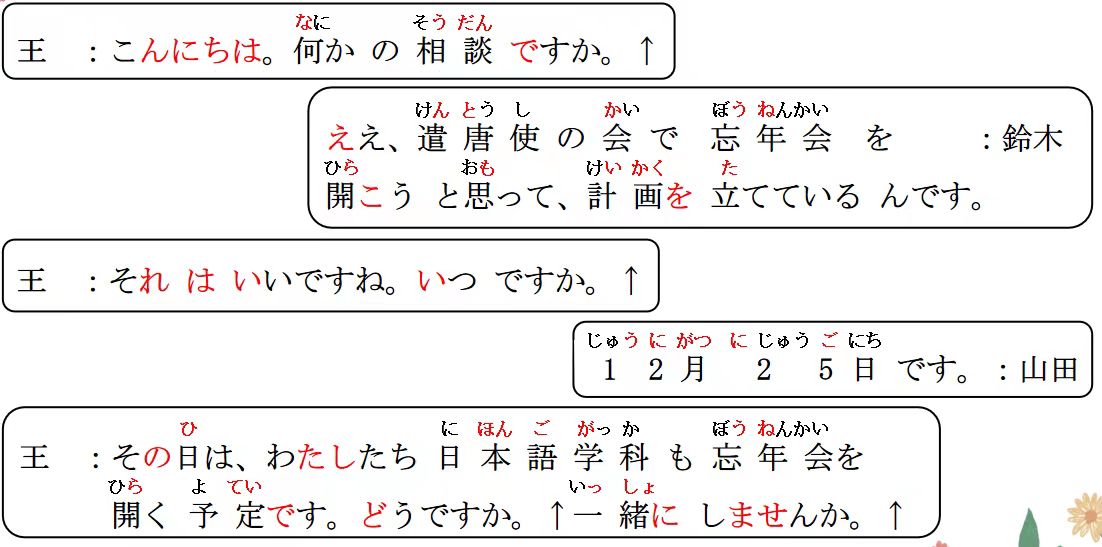 なに そう だん
王　：こんにちは。何か の 相 談 ですか。↑
けん とう し かい ぼう ねんかい
ええ、遣 唐 使 の 会 で 忘 年 会 を ：鈴木
ひら おも けい かく た
開こう と思って、計 画を 立てている んです。
王　：それ は いいですね。いつ ですか。↑
じゅう に がつ に じゅう ご にち
1 2 月 2 5 日 です。：山田
ひ に ほん ご がっ か ぼう ねんかい
王　：その日は、わたしたち 日 本 語 学 科 も 忘 年 会を
ひら よ てい いっ しょ
開く 予 定です。どうですか。↑一 緒に しませんか。↑